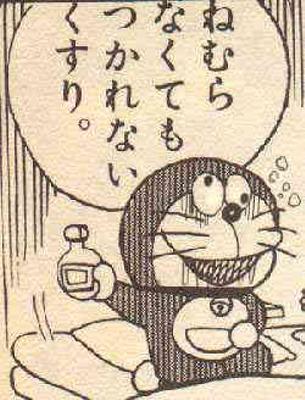 ねむら
なくても
つかれない
くすり。